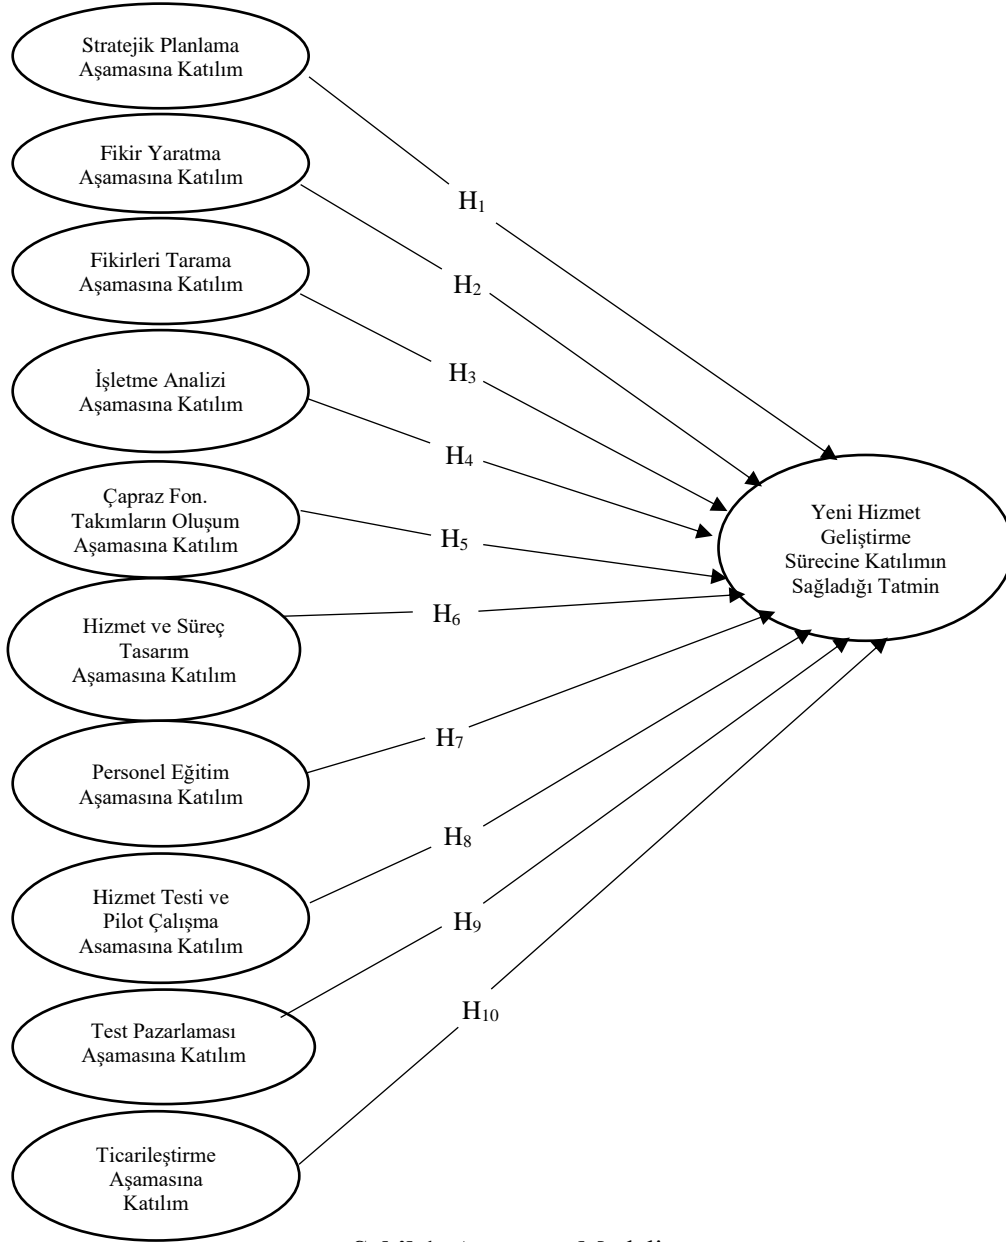 Stratejik Planlama
Aşamasına Katılım
Fikir Yaratma
Aşamasına Katılım
H1
Fikirleri Tarama
Aşamasına Katılım
H2
İşletme Analizi
Aşamasına Katılım
H3
H4
Çapraz Fon.
Takımların Oluşum
Aşamasına Katılım
H5
Yeni Hizmet
Geliştirme
Sürecine Katılımın
Sağladığı Tatmin
Hizmet ve Süreç
Tasarım
Aşamasına Katılım
H6
Personel Eğitim
Aşamasına Katılım
H7
Hizmet Testi ve
Pilot Çalışma
Asamasına Katılım
H8
Test Pazarlaması
Aşamasına Katılım
H9
H10
Ticarileştirme
Aşamasına
Katılım